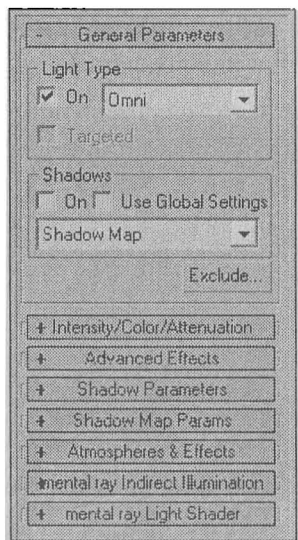 - General Parameters
Light Type
On Omni
Targeted
Shadows
On Use Global Settings
Shadow Map
Exclude...
+ Intensity/Color/Attenuation
+ Advanced Effects
+ Shadow Parameters
+ Shadow Map Params
+ Atmospheres & Effects
+ mental ray Indirect Illumination
+ mental ray Light Shader